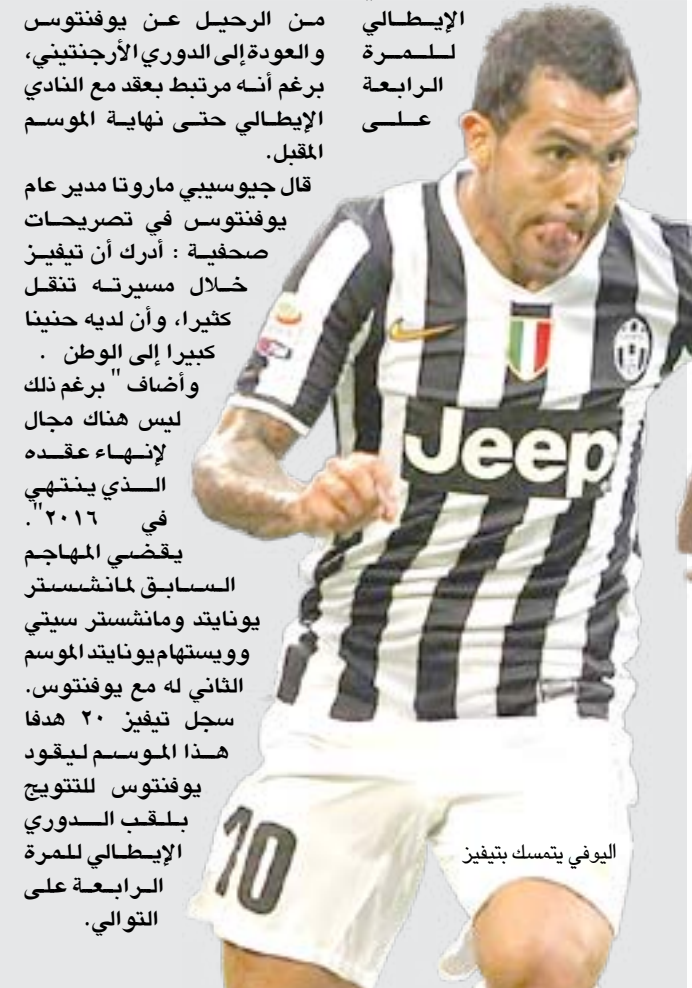 الإيطالي
للمرة
الرابعة
على
من الرحيل عن يوفنتوس
والعودة إلى الدوري الأرجنتيني،
برغم أنه مرتبط بعقد مع النادي
الإيطالي حتى نهاية الموسم
المقبل.
قال جيوسيبي ماروتا مدير عام
يوفنتوس في تصريحات
صحفية : أدرك أن تيفيز
خلال مسيرته تنقل
كثيرا، وأن لديه حنينا
كبيرا إلى الوطن .
وأضاف " برغم ذلك
ليس هناك مجال
لإنهاء عقده
الذي ينتهي
في ٢٠١٦".
يقضي المهاجم
السابق لمانشستر
يونايتد ومانشستر سيتي
وويستهام يونايتد الموسم
الثاني له مع يوفنتوس.
سجل تيفيز ٢٠ هدفا
هذا الموسم ليقود
يوفنتوس للتتويج
بلقب الدوري
الإيطالي للمرة
الرابعة على
التوالي.
Jeep
10
اليوفي يتمسك بتيفيز